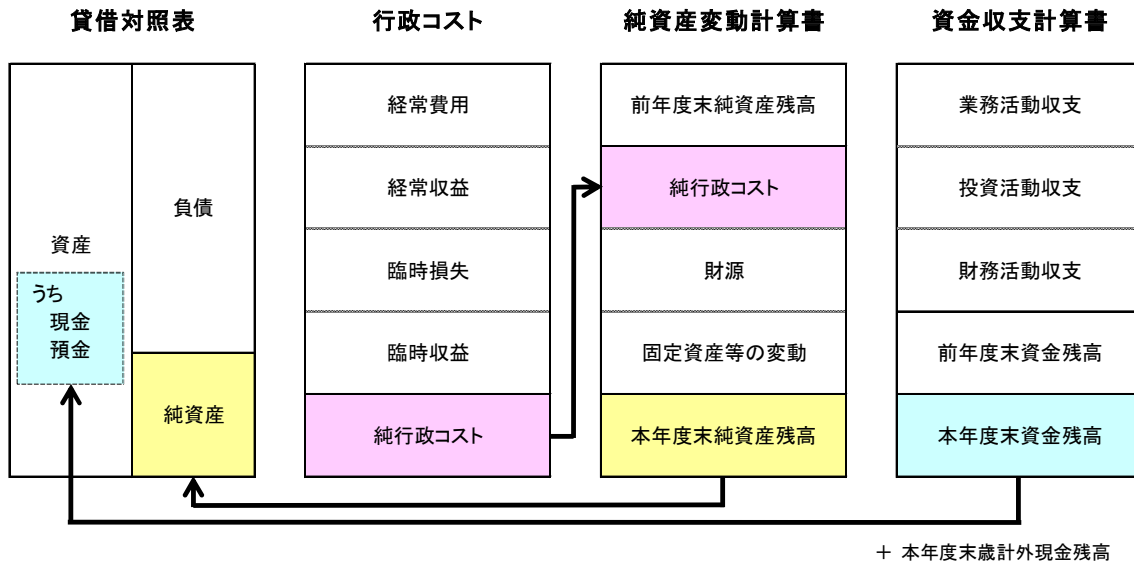 貸借対照表
資産
うち
現金
預金
負債
純資産
行政コスト
経常費用
経常収益
臨時損失
臨時収益
純行政コスト
純資産変動計算書
前年度末純資産残高
純行政コスト
財源
固定資産等の変動
本年度末純資産残高
資金収支計算書
業務活動収支
投資活動収支
財務活動収支
前年度末資金残高
本年度末資金残高
＋ 本年度末歳計外現金残高